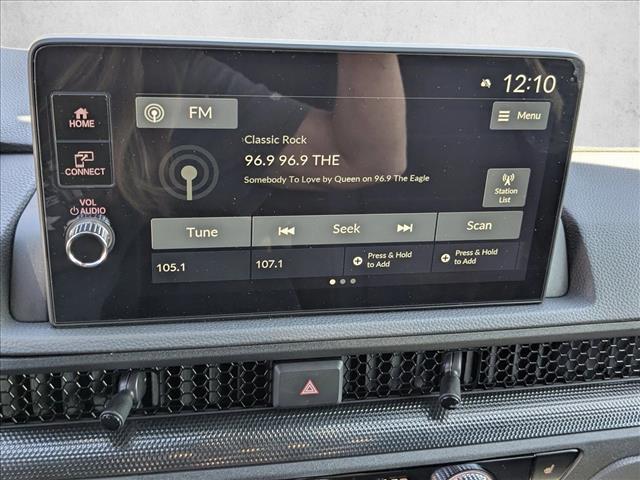 12:10
HOME
FM
Menu
Classic Rock
96.9 96.9 THE
CONNECT
Somebody To Love by Queen on 96.9 The Eagle
Station
List
VOL
AUDIO
Tune
Seek
Scan
105.1
107.1
Press & Hold
to Add
Press & Hold
to Add